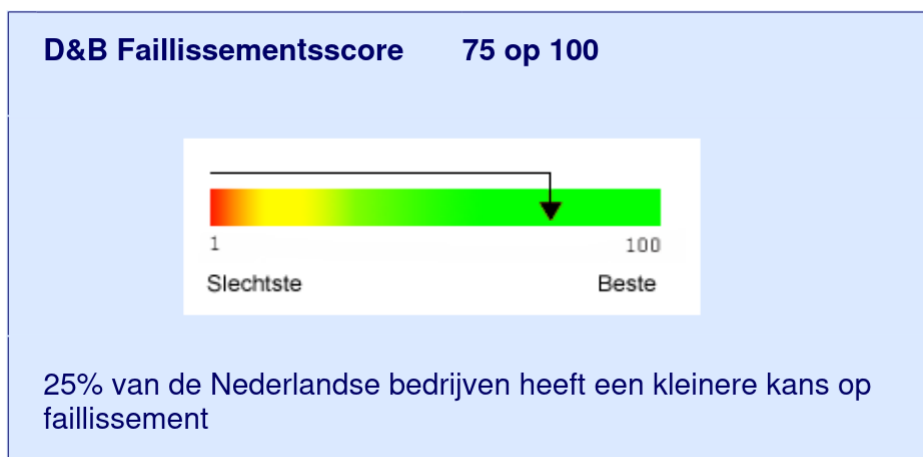 D&B Faillissementsscore 75 op 100
1 100
Slechtste Beste
25% van de Nederlandse bedrijven heeft een kleinere kans op
faillissement